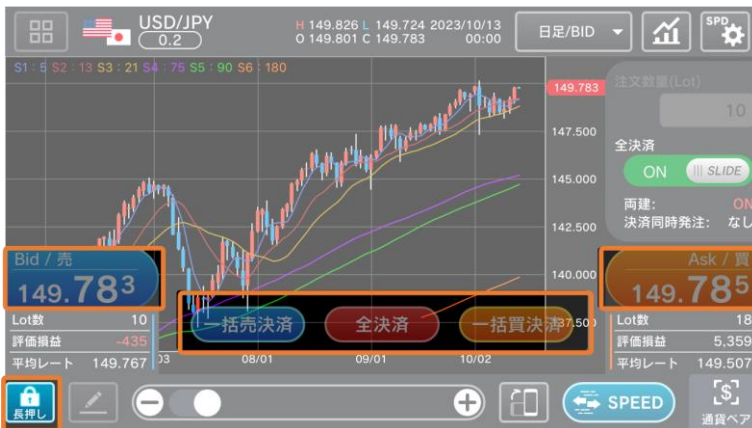 USD/JPY
0.2
H 149.826 L 149.724 2023/10/13
O 149.801 C 149.783 00:00
日足/BID
SPD
S1 : 5 S2 : 13 S3 : 21 S4 : 75 S5 : 90 S6 : 180
149.783
147.500
145.000
142.500
140.000
137.500
注文数量(Lot)
10
全決済
ON
SLIDE
両建: ON
決済同時発注: なし
Bid / 売
149.783
Ask / 買
149.785
一括売決済
全決済
一括買決済
Lot数 10
評価損益 -435
平均レート 149.767
Lot数 18
評価損益 5,359
平均レート 149.507
03
08/01
09/01
10/02
長押し
SPEED
通貨ペア